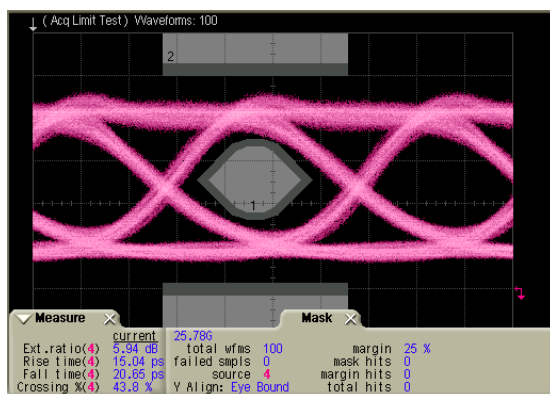 ( Acq Limit Test ) Waveforms: 100
2
1
Measure
Mask
current 25.78G
Ext.ratio(4) 5.94 dB total wfms 100 margin 25 %
Rise time(4) 15.04 ps failed smpls 0 mask hits 0
Fall time(4) 20.65 ps source 4 margin hits 0
Crossing %(4) 43.8 % Y Align: Eye Bound total hits 0